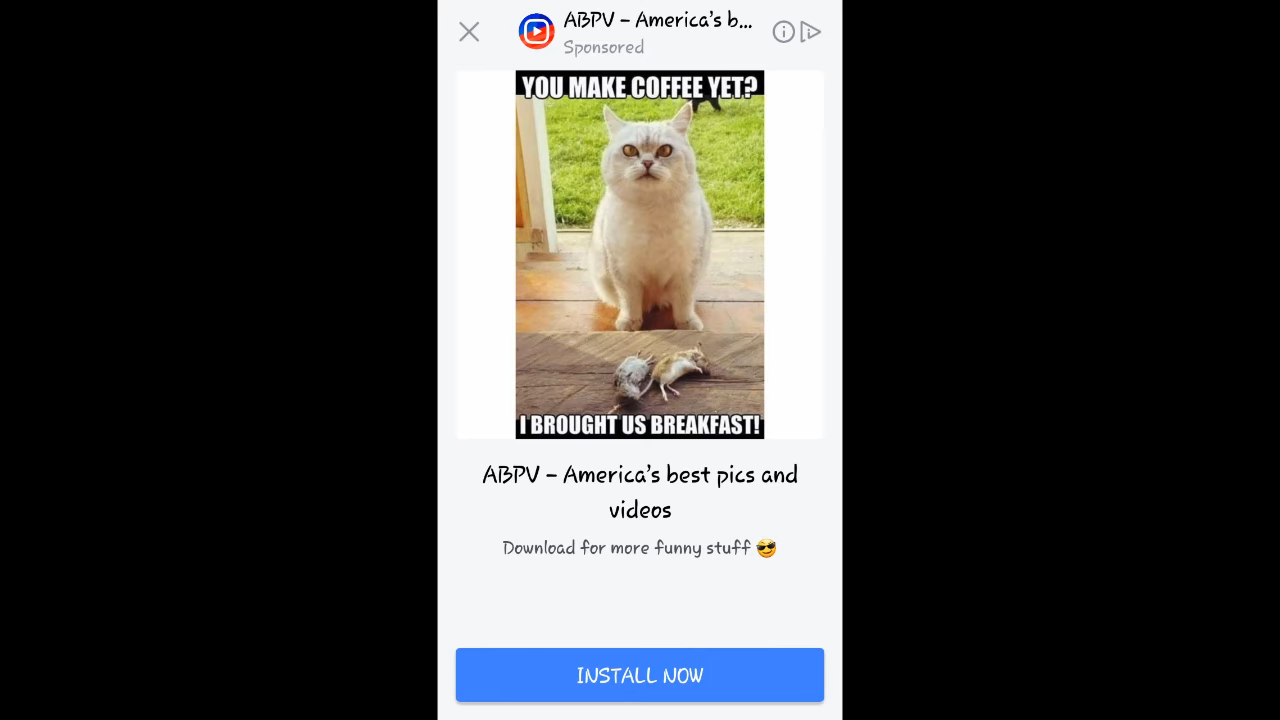 ABPV – America’s b...
Sponsored
YOU MAKE COFFEE YET?
I BROUGHT US BREAKFAST!
ABPV – America’s best pics and
videos
Download for more funny stuff 😎
INSTALL NOW